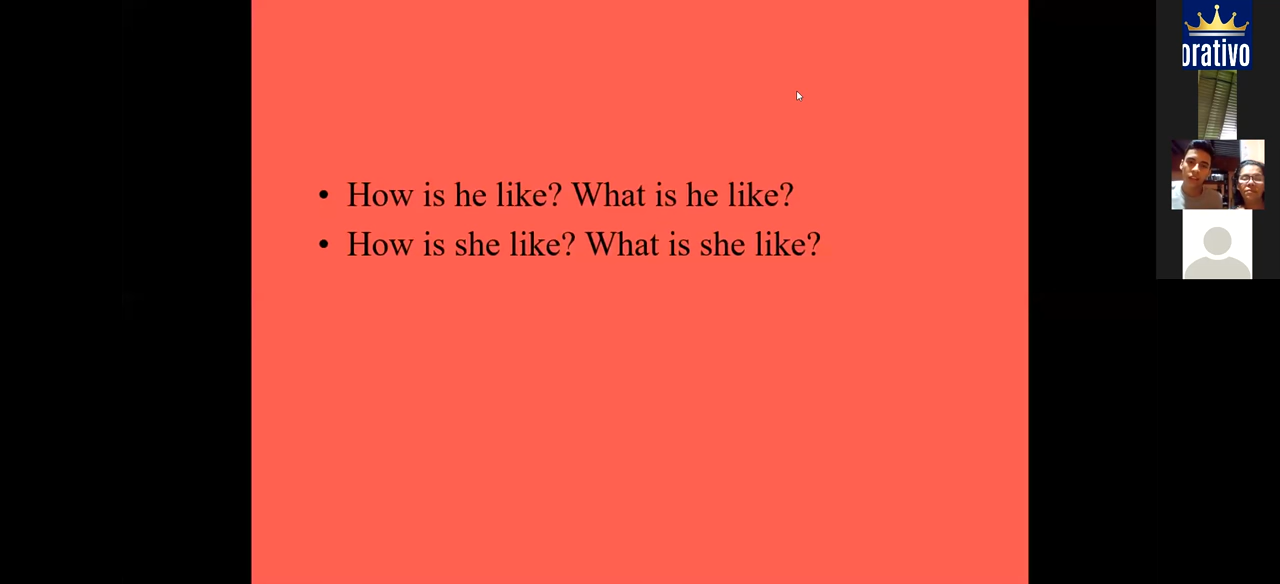 • How is he like? What is he like?
• How is she like? What is she like?
orativo